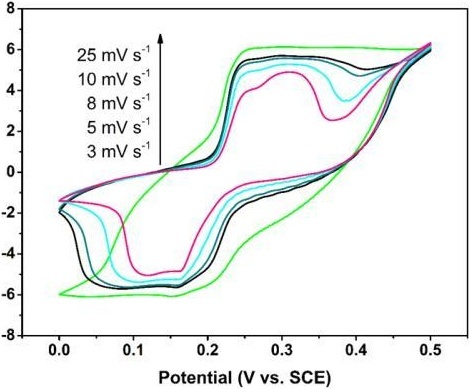 8
6
4
2
0
-2
-4
-6
-8
25 mV s⁻¹
10 mV s⁻¹
8 mV s⁻¹
5 mV s⁻¹
3 mV s⁻¹
0.0 0.1 0.2 0.3 0.4 0.5
Potential (V vs. SCE)